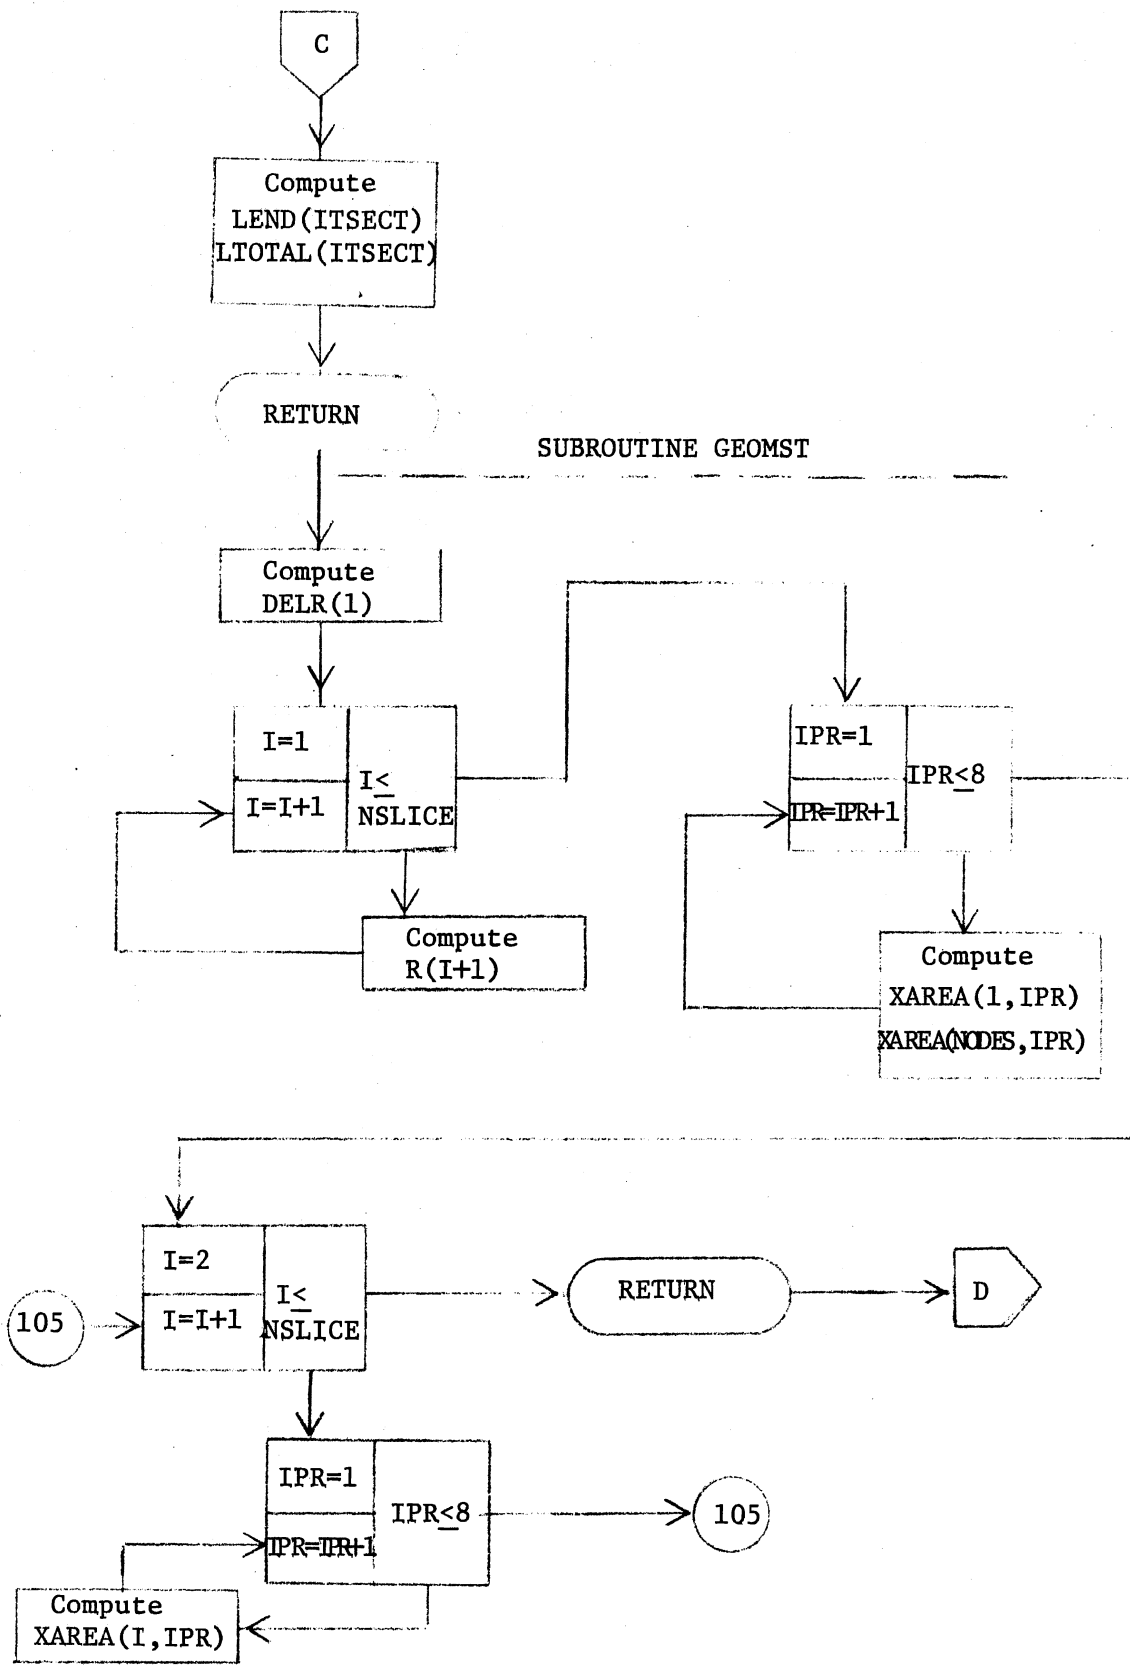 C
Compute
LEND(ITSECT)
LTOTAL(ITSECT)
RETURN
SUBROUTINE GEOMST
Compute
DELR(1)
I=1
I=I+1
I≤
NSLICE
Compute
R(I+1)
IPR=1
IPR=IPR+1
IPR≤8
Compute
XAREA(1,IPR)
XAREA(NODES,IPR)
I=2
I=I+1
I≤
NSLICE
105
RETURN
D
IPR=1
IPR=IPR+1
IPR≤8
105
Compute
XAREA(I,IPR)